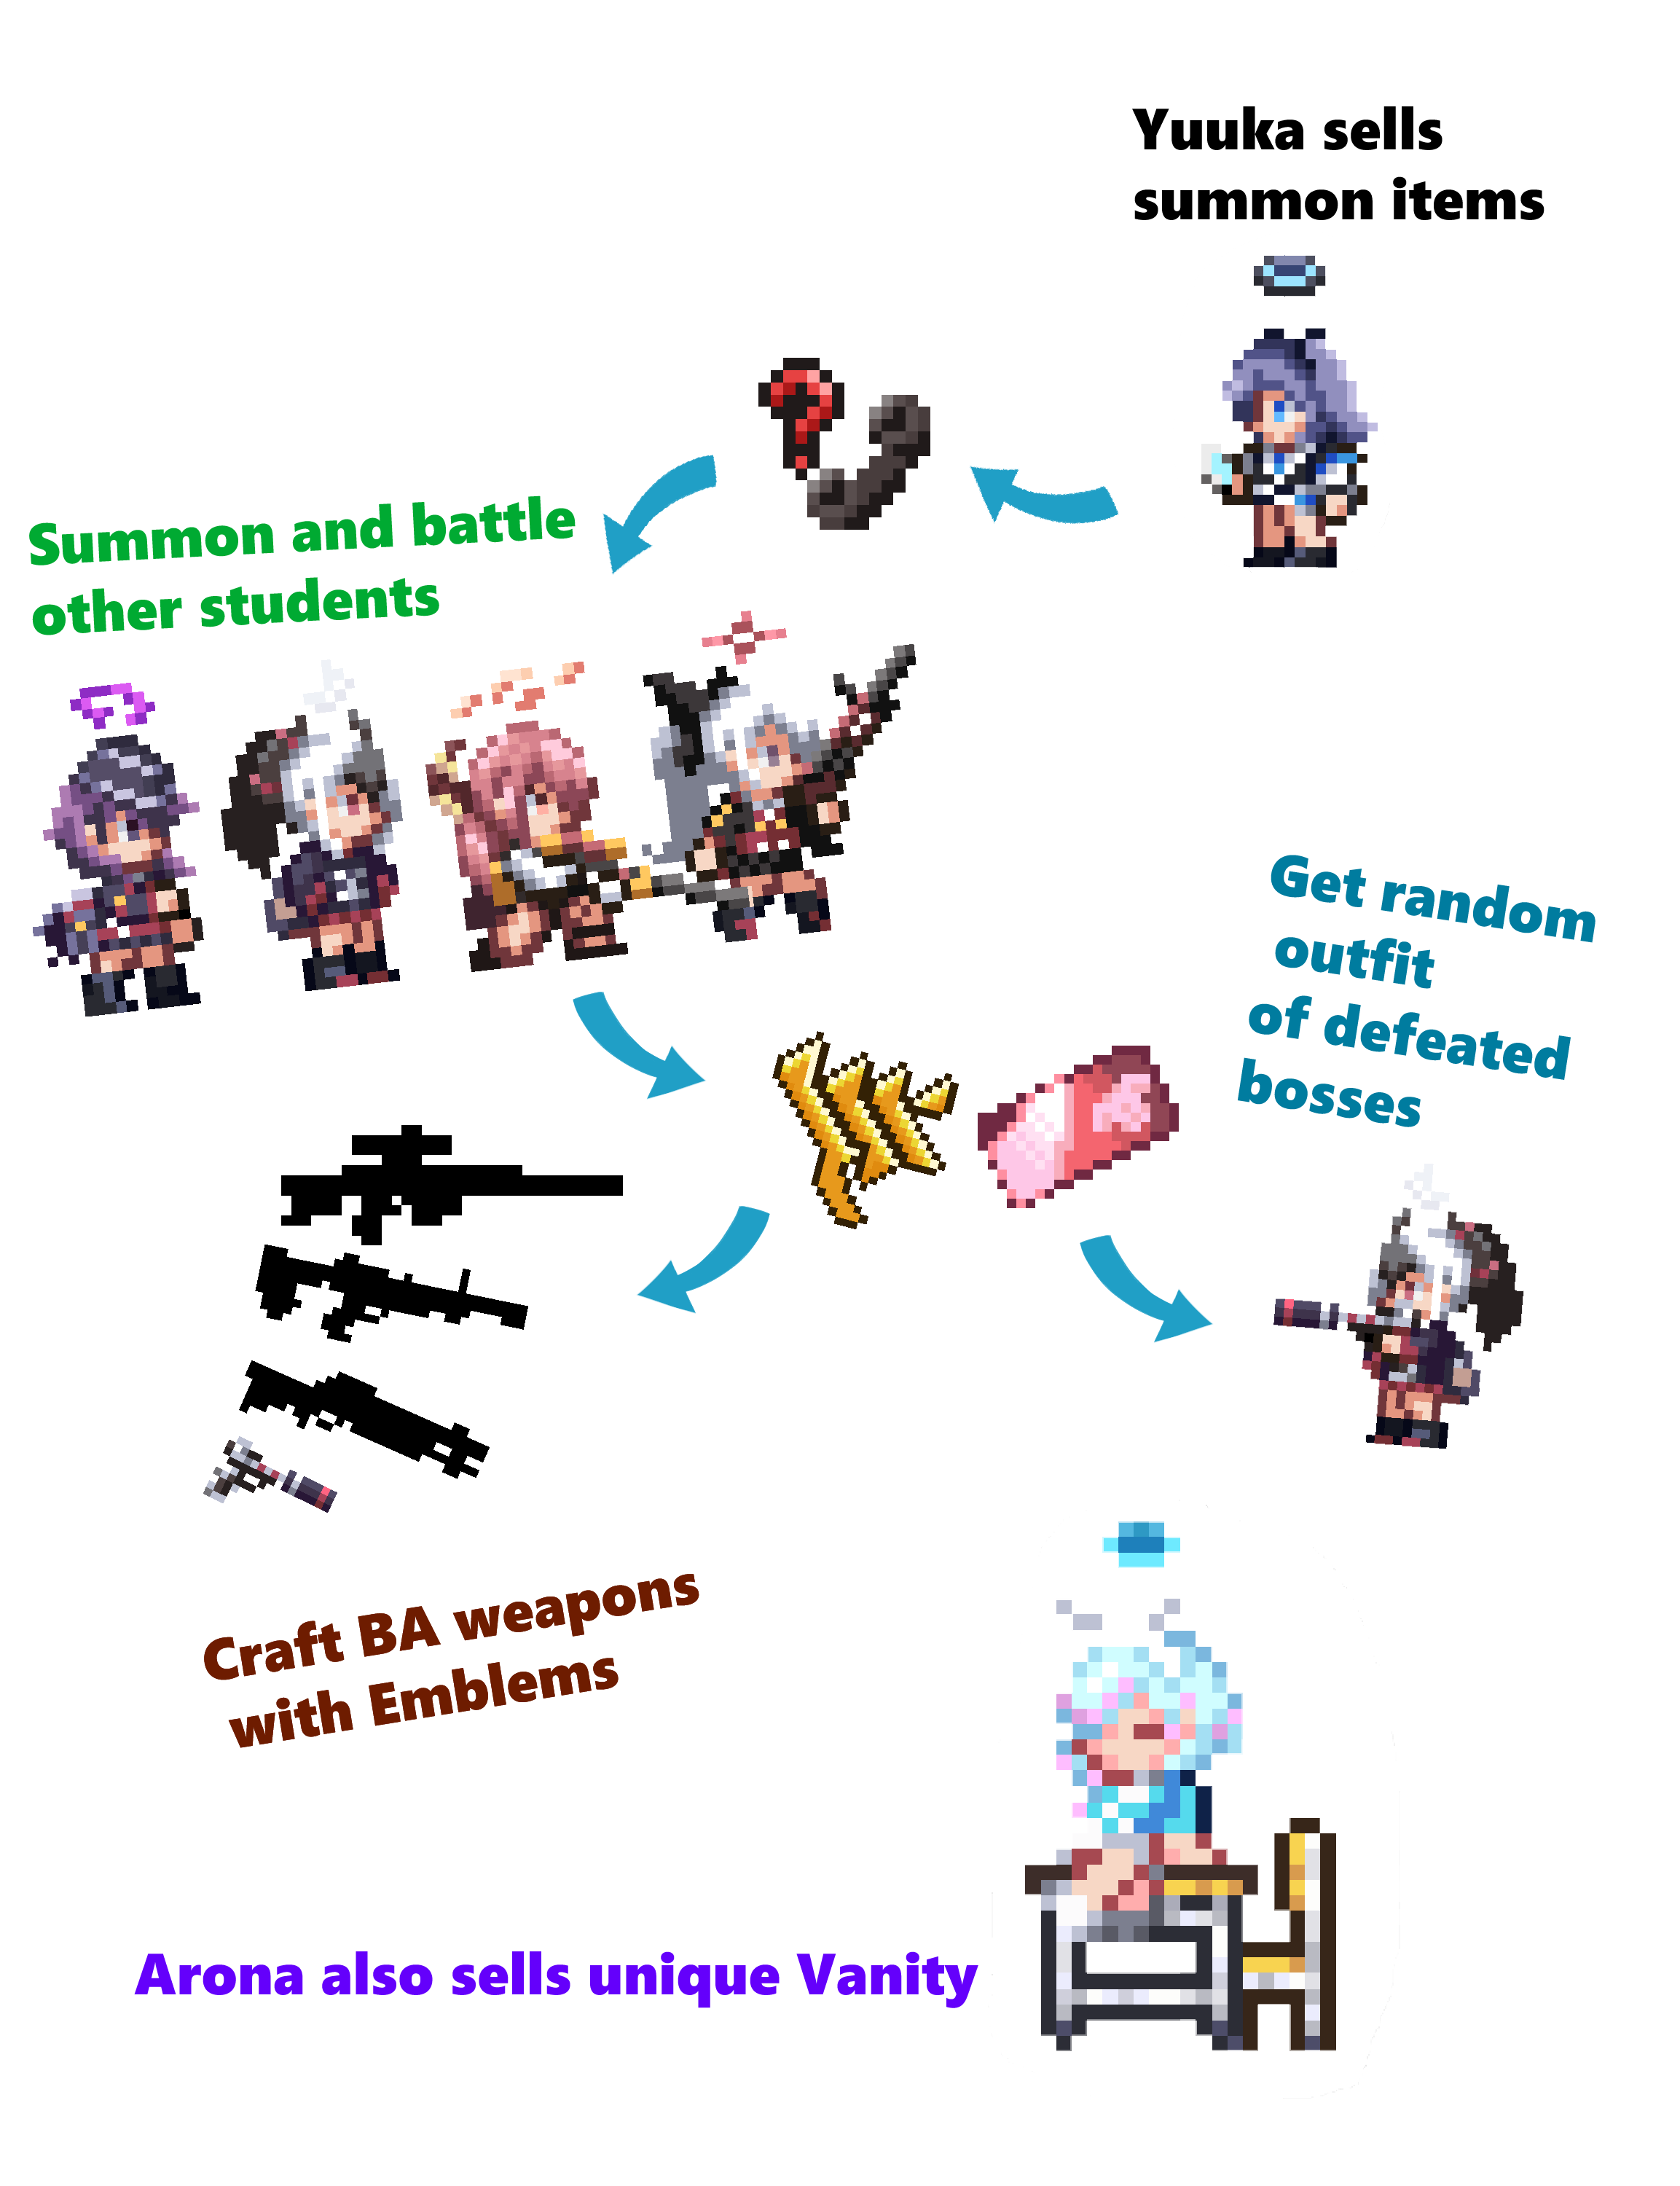 Yuuka sells
summon items
Summon and battle
other students
Get random
outfit
of defeated
bosses
Craft BA weapons
with Emblems
Arona also sells unique Vanity